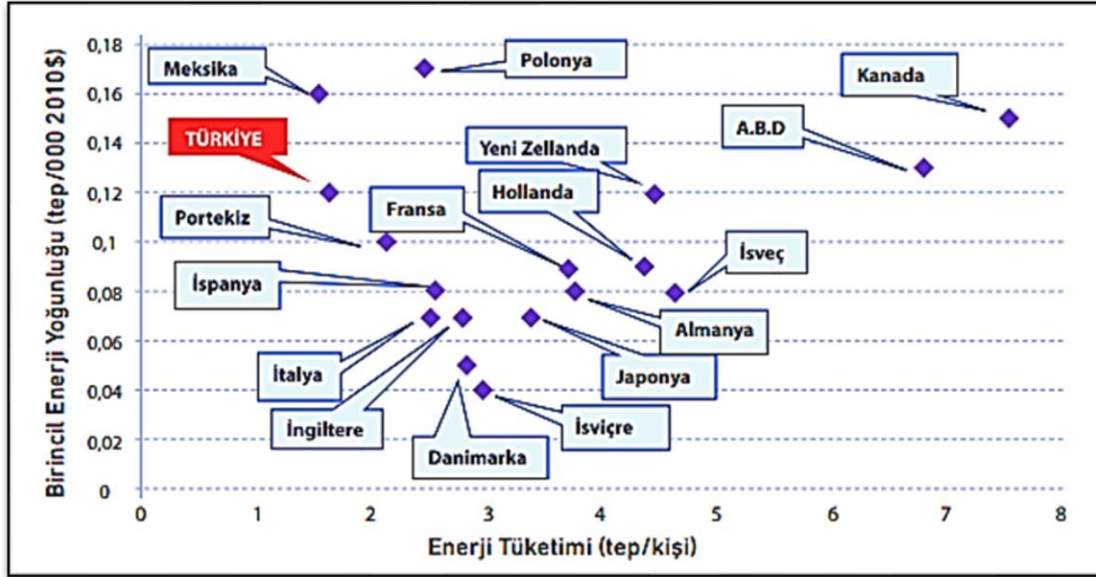 Birincil Enerji Yoğunluğu (tep/000 2010$)
0,18
0,16
0,14
0,12
0,1
0,08
0,06
0,04
0,02
0
Meksika
Polonya
Kanada
TÜRKİYE
A.B.D
Yeni Zellanda
Hollanda
Fransa
Portekiz
İsveç
İspanya
Almanya
İtalya
Japonya
İngiltere
İsviçre
Danimarka
0 1 2 3 4 5 6 7 8
Enerji Tüketimi (tep/kişi)